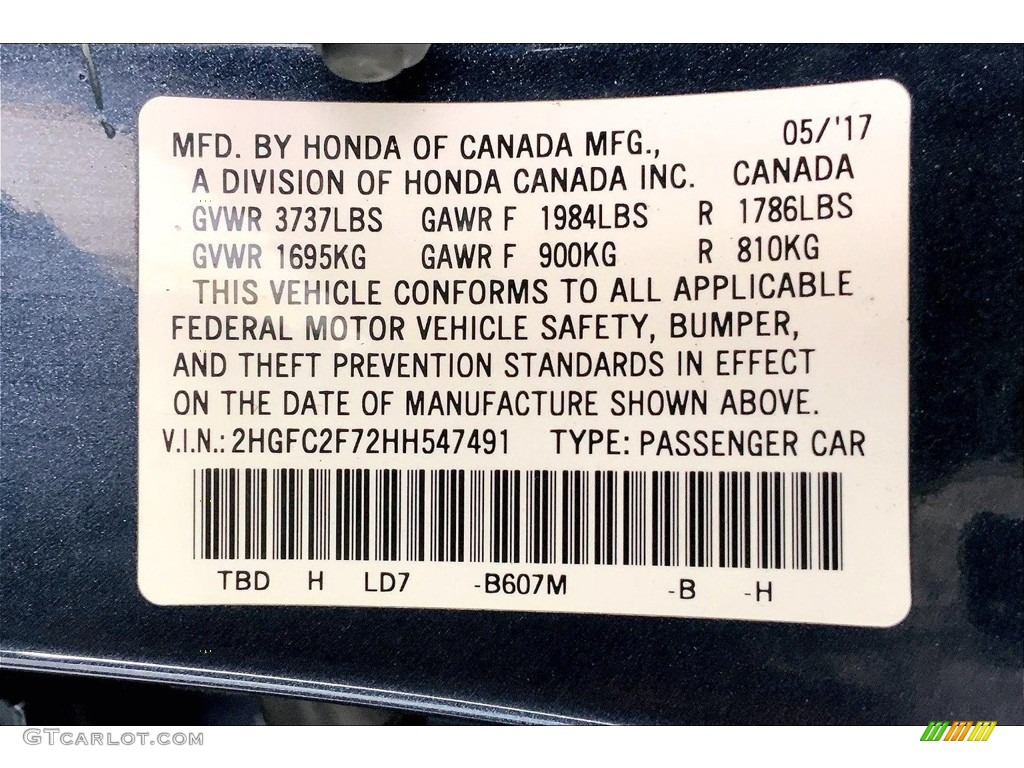 MFD. BY HONDA OF CANADA MFG., 05/'17
A DIVISION OF HONDA CANADA INC. CANADA
GVWR 3737LBS GAWR F 1984LBS R 1786LBS
GVWR 1695KG GAWR F 900KG R 810KG
THIS VEHICLE CONFORMS TO ALL APPLICABLE
FEDERAL MOTOR VEHICLE SAFETY, BUMPER,
AND THEFT PREVENTION STANDARDS IN EFFECT
ON THE DATE OF MANUFACTURE SHOWN ABOVE.
V.I.N.: 2HGFC2F72HH547491 TYPE: PASSENGER CAR
TBD H LD7 -B607M -B -H
GTCARLOT.COM